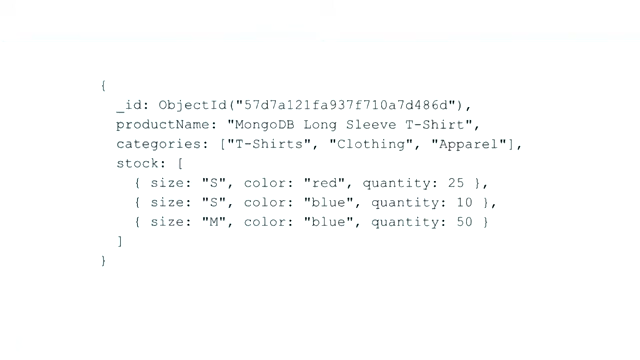 {
_id: ObjectId("57d7a121fa937f710a7d486d"),
productName: "MongoDB Long Sleeve T-Shirt",
categories: ["T-Shirts", "Clothing", "Apparel"],
stock: [
{ size: "S", color: "red", quantity: 25 },
{ size: "S", color: "blue", quantity: 10 },
{ size: "M", color: "blue", quantity: 50 }
]
}